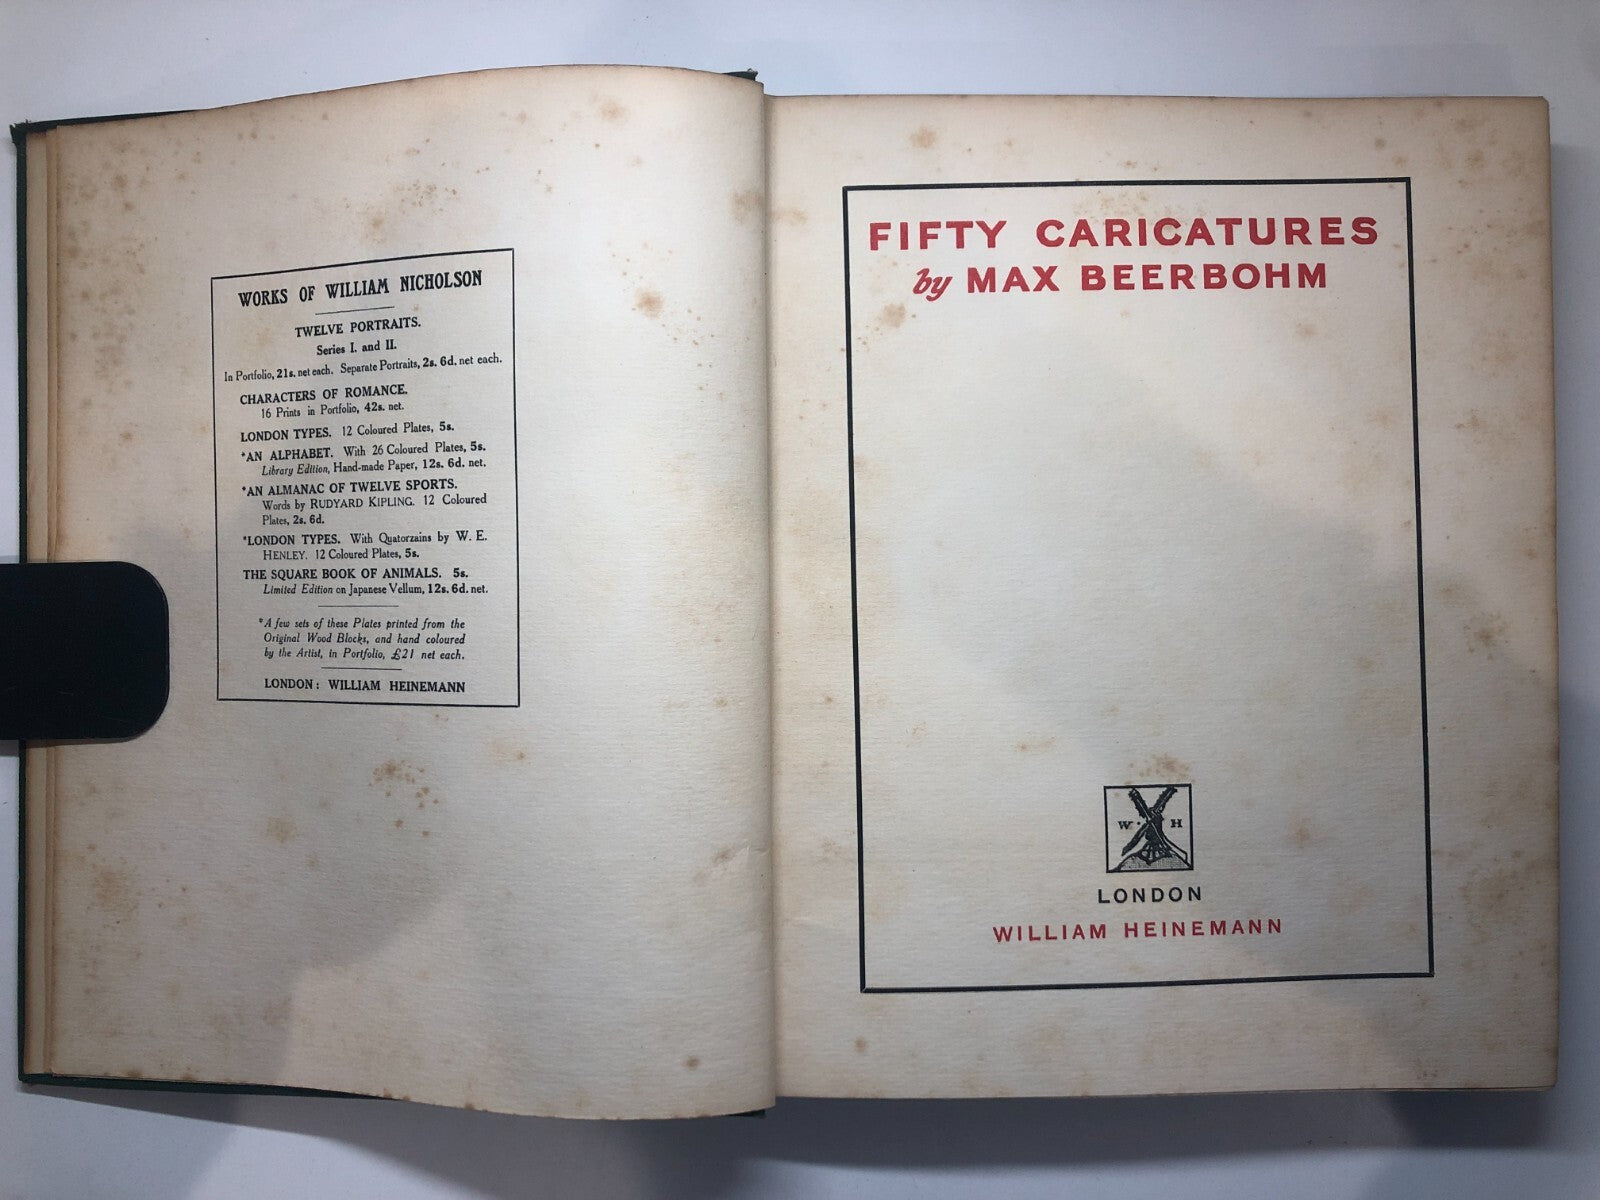 WORKS OF WILLIAM NICHOLSON
TWELVE PORTRAITS.
Series I. and II.
In Portfolio, 21s. net each. Separate Portraits, 2s. 6d. net each.
CHARACTERS OF ROMANCE.
16 Prints in Portfolio, 42s. net.
LONDON TYPES. 12 Coloured Plates, 5s.
*AN ALPHABET. With 26 Coloured Plates, 5s.
Library Edition, Hand-made Paper, 12s. 6d. net.
*AN ALMANAC OF TWELVE SPORTS.
Words by RUDYARD KIPLING. 12 Coloured
Plates, 2s. 6d.
*LONDON TYPES. With Quatorzains by W. E.
HENLEY. 12 Coloured Plates, 5s.
THE SQUARE BOOK OF ANIMALS. 5s.
Limited Edition on Japanese Vellum, 12s. 6d. net.
*A few sets of these Plates printed from the
Original Wood Blocks, and hand coloured
by the Artist, in Portfolio, £21 net each.
LONDON: WILLIAM HEINEMANN
FIFTY CARICATURES
by MAX BEERBOHM
W · H
LONDON
WILLIAM HEINEMANN